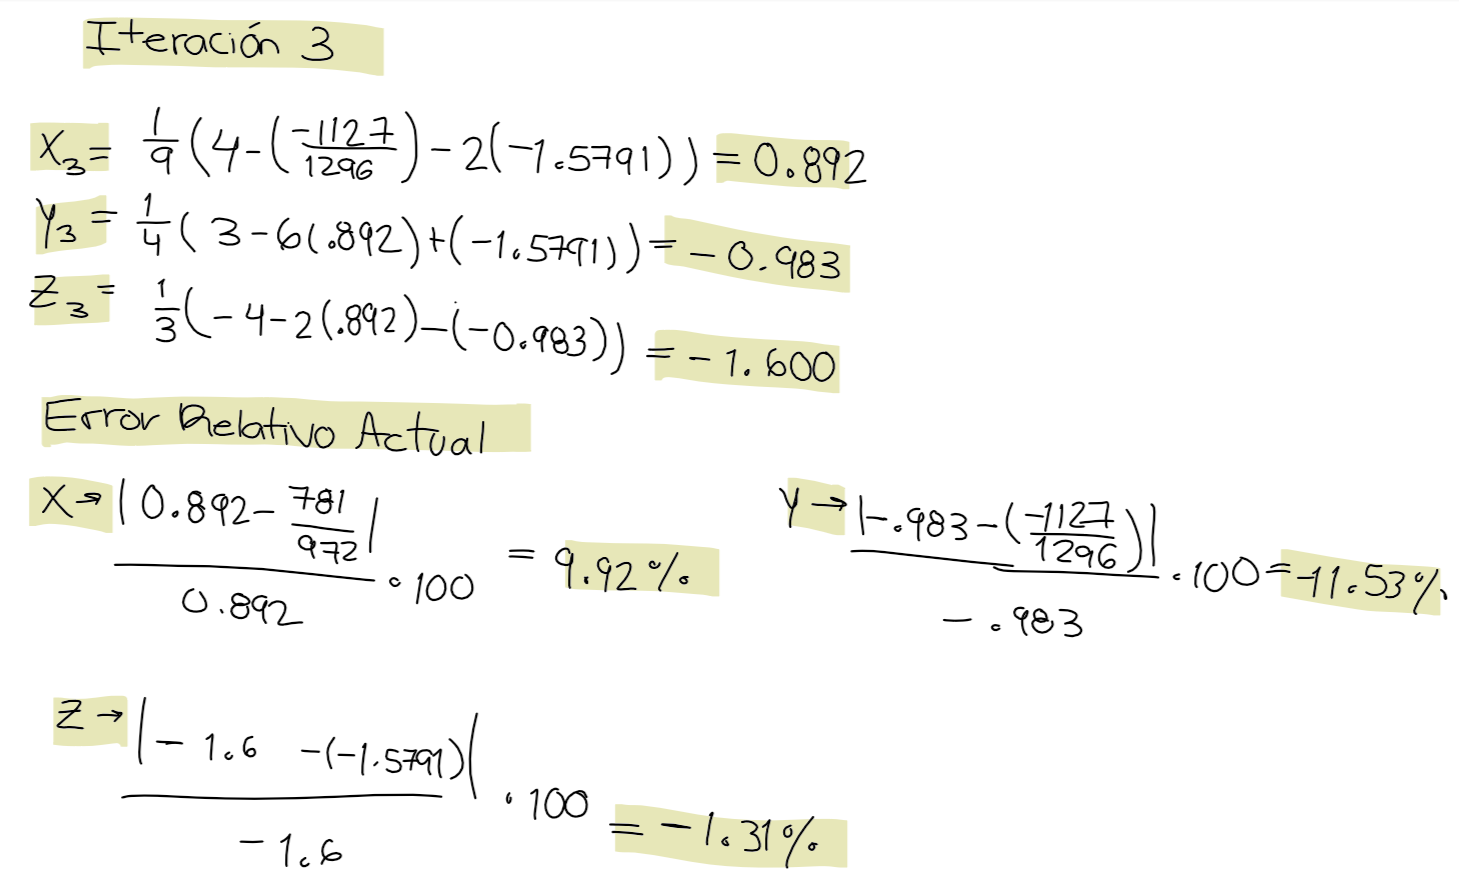 Iteración 3
X₃ = 1/9 (4 - (-1127/1296) - 2(-1.5791)) = 0.892
Y₃ = 1/4 (3 - 6(.892) + (-1.5791)) = -0.983
Z₃ = 1/3 (-4 - 2(.892) - (-0.983)) = -1.600
Error Relativo Actual
X → |0.892 - 781/972| / 0.892 · 100 = 9.92%
Y → |-.983 - (-1127/1296)| / -.983 · 100 = -11.53%
Z → |-1.6 - (-1.5791)| / -1.6 · 100 = -1.31%